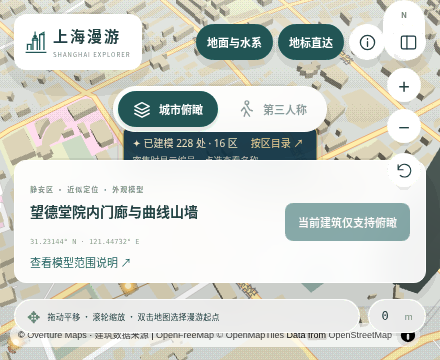 上海漫游
SHANGHAI EXPLORER
地面与水系
地标直达
N
城市俯瞰
第三人称
✦ 已建模 228 处 · 16 区 按区目录 ↗
静安区 · 近似定位 · 外观模型
望德堂院内门廊与曲线山墙
当前建筑仅支持俯瞰
31.23144° N · 121.44732° E
查看模型范围说明 ↗
拖动平移 · 滚轮缩放 · 双击地图选择漫游起点
0 m
© Overture Maps · 建筑数据来源 | OpenFreeMap © OpenMapTiles Data from OpenStreetMap